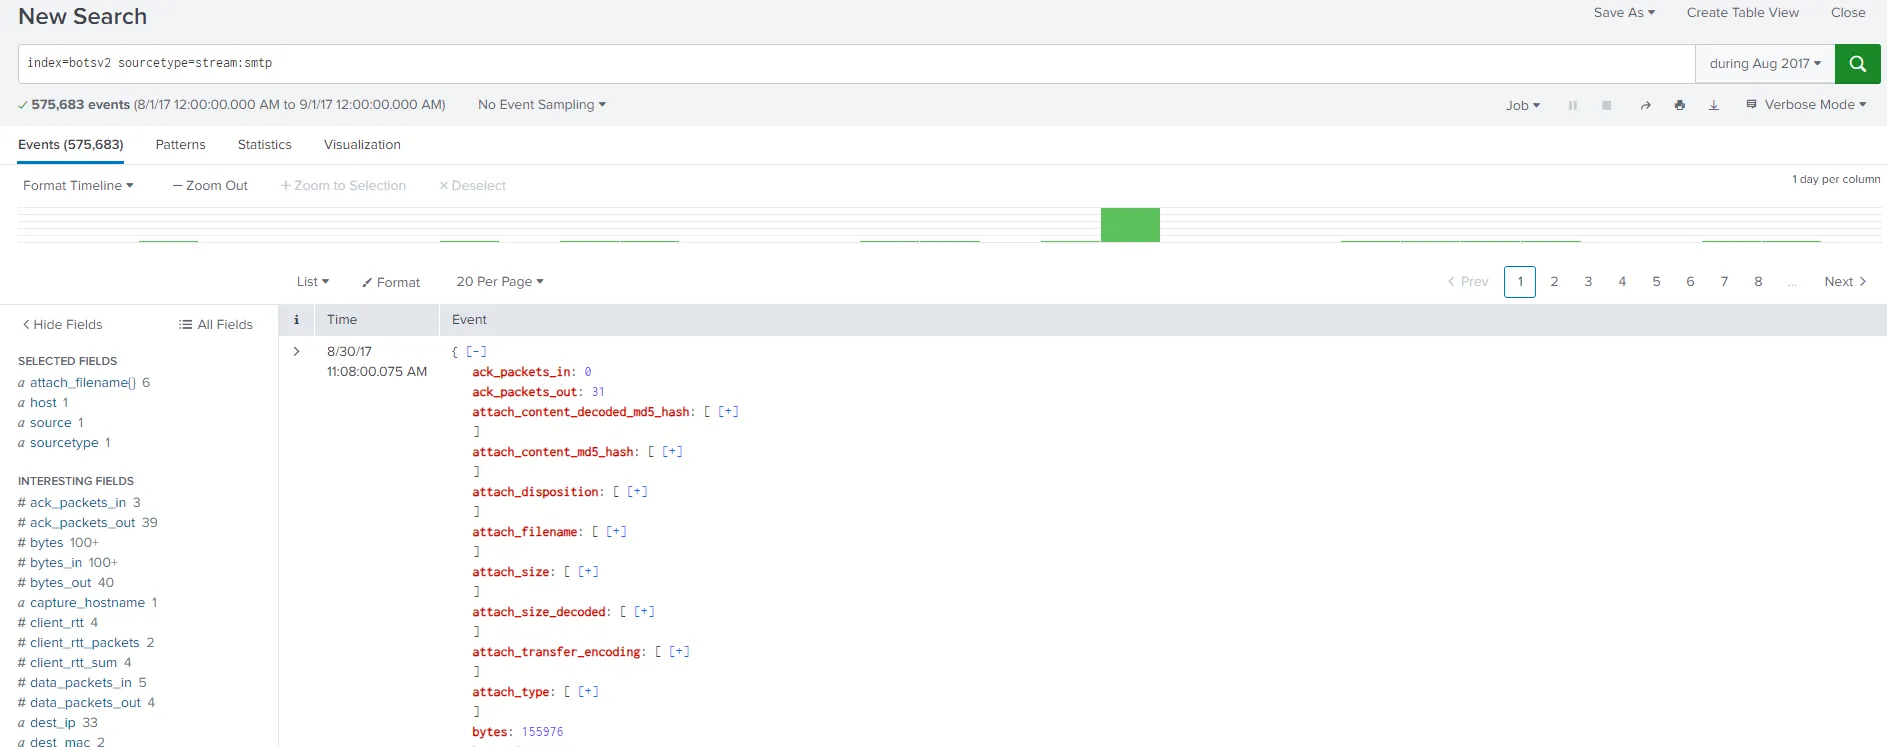 New Search
Save As ▾ Create Table View Close
index=botsv2 sourcetype=stream:smtp
during Aug 2017 ▾
✓ 575,683 events (8/1/17 12:00:00.000 AM to 9/1/17 12:00:00.000 AM) No Event Sampling ▾
Job ▾ Verbose Mode ▾
Events (575,683) Patterns Statistics Visualization
Format Timeline ▾ — Zoom Out + Zoom to Selection × Deselect
1 day per column
List ▾ Format 20 Per Page ▾
< Prev 1 2 3 4 5 6 7 8 ... Next >
< Hide Fields All Fields
i Time Event
SELECTED FIELDS
a attach_filename{} 6
a host 1
a source 1
a sourcetype 1
INTERESTING FIELDS
# ack_packets_in 3
# ack_packets_out 39
# bytes 100+
# bytes_in 100+
# bytes_out 40
a capture_hostname 1
# client_rtt 4
# client_rtt_packets 2
# client_rtt_sum 4
# data_packets_in 5
# data_packets_out 4
a dest_ip 33
a dest_mac 2
> 8/30/17
11:08:00.075 AM
{ [-]
ack_packets_in: 0
ack_packets_out: 31
attach_content_decoded_md5_hash: [ [+]
]
attach_content_md5_hash: [ [+]
]
attach_disposition: [ [+]
]
attach_filename: [ [+]
]
attach_size: [ [+]
]
attach_size_decoded: [ [+]
]
attach_transfer_encoding: [ [+]
]
attach_type: [ [+]
]
bytes: 155976